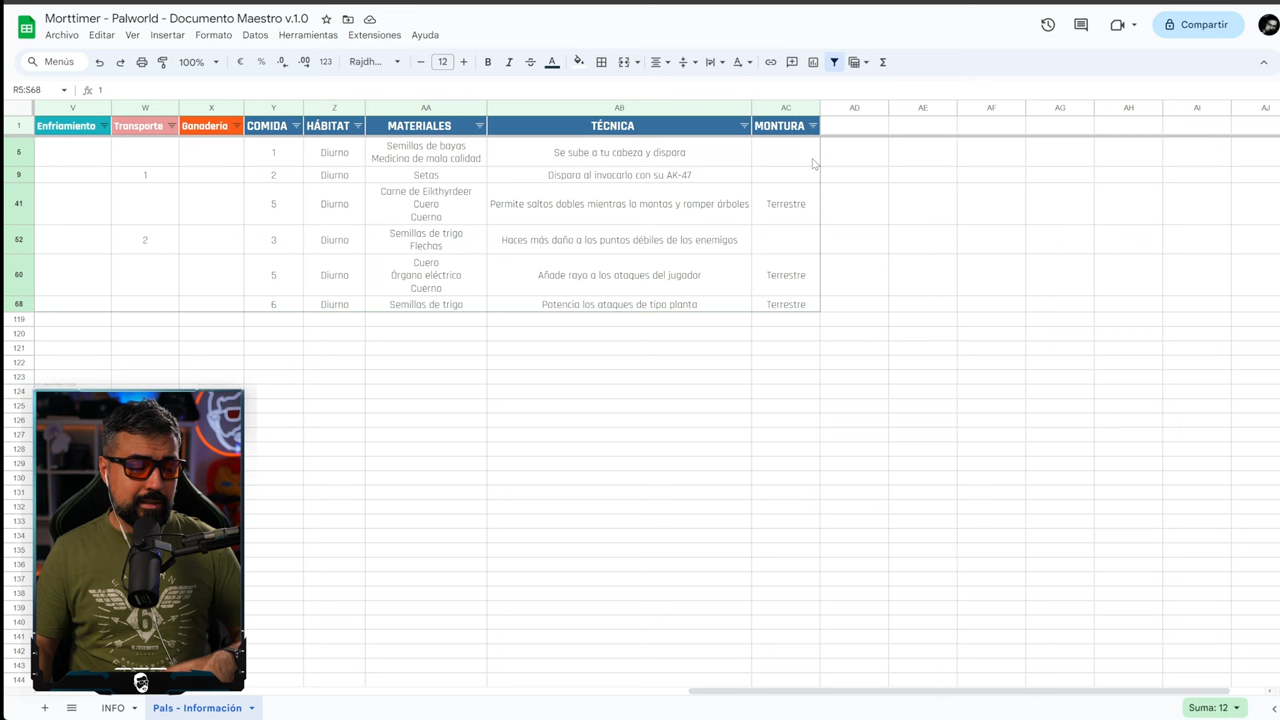 Morttimer - Palworld - Documento Maestro v.1.0
Compartir
Archivo Editar Ver Insertar Formato Datos Herramientas Extensiones Ayuda
Menús 100% € % .0 .00 123 Rajdh... − 12 + B I A Σ
R5:S68 fx 1
V W X Y Z AA AB AC AD AE AF AG AH AI AJ
1 Enfriamiento Transporte Ganadería COMIDA HÁBITAT MATERIALES TÉCNICA MONTURA
5 1 Diurno Semillas de bayas
Medicina de mala calidad Se sube a tu cabeza y dispara
9 1 2 Diurno Setas Dispara al invocarlo con su AK-47
41 5 Diurno Carne de Eikthyrdeer
Cuero
Cuerno Permite saltos dobles mientras lo montas y romper árboles Terrestre
52 2 3 Diurno Semillas de trigo
Flechas Haces más daño a los puntos débiles de los enemigos
60 5 Diurno Cuero
Órgano eléctrico
Cuerno Añade rayo a los ataques del jugador Terrestre
68 6 Diurno Semillas de trigo Potencia los ataques de tipo planta Terrestre
119
120
121
122
123
124
125
126
127
128
129
130
131
132
133
134
135
136
137
138
139
140
141
142
143
144
6
INFO Pals - Información
Suma: 12